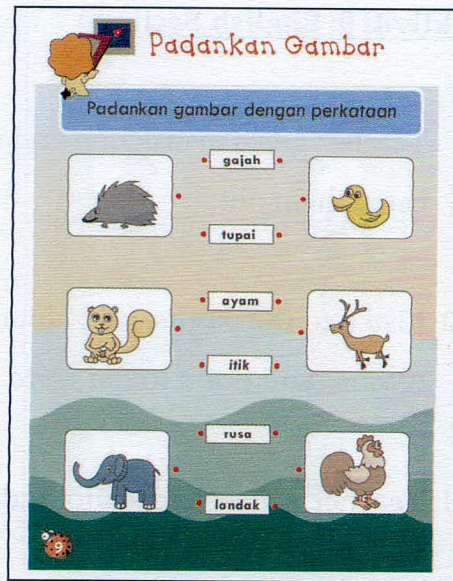 Padankan Gambar
Padankan gambar dengan perkataan
gajah
tupai
ayam
itik
rusa
landak
9